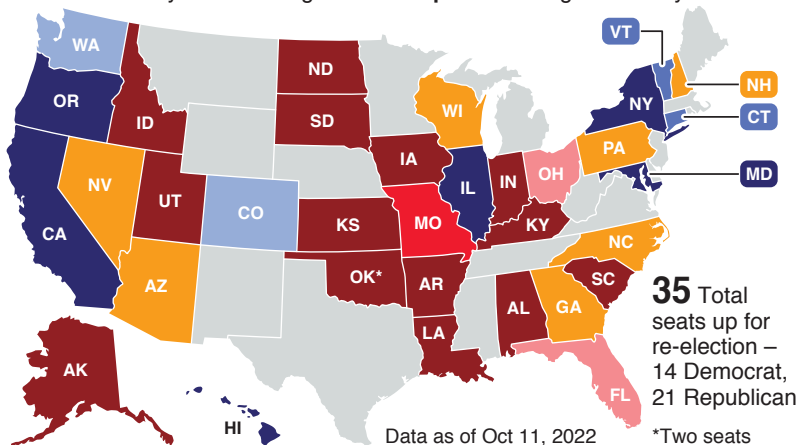 WA
VT
ND
OR
NH
NY
ID
WI
SD
CT
PA
IA
OH
NV
IN
IL
MD
UT
CO
MO
KS
KY
CA
NC
OK*
SC
AZ
AR
AL
GA
LA
AK
FL
HI
35 Total
seats up for
re-election –
14 Democrat,
21 Republican
Data as of Oct 11, 2022
*Two seats